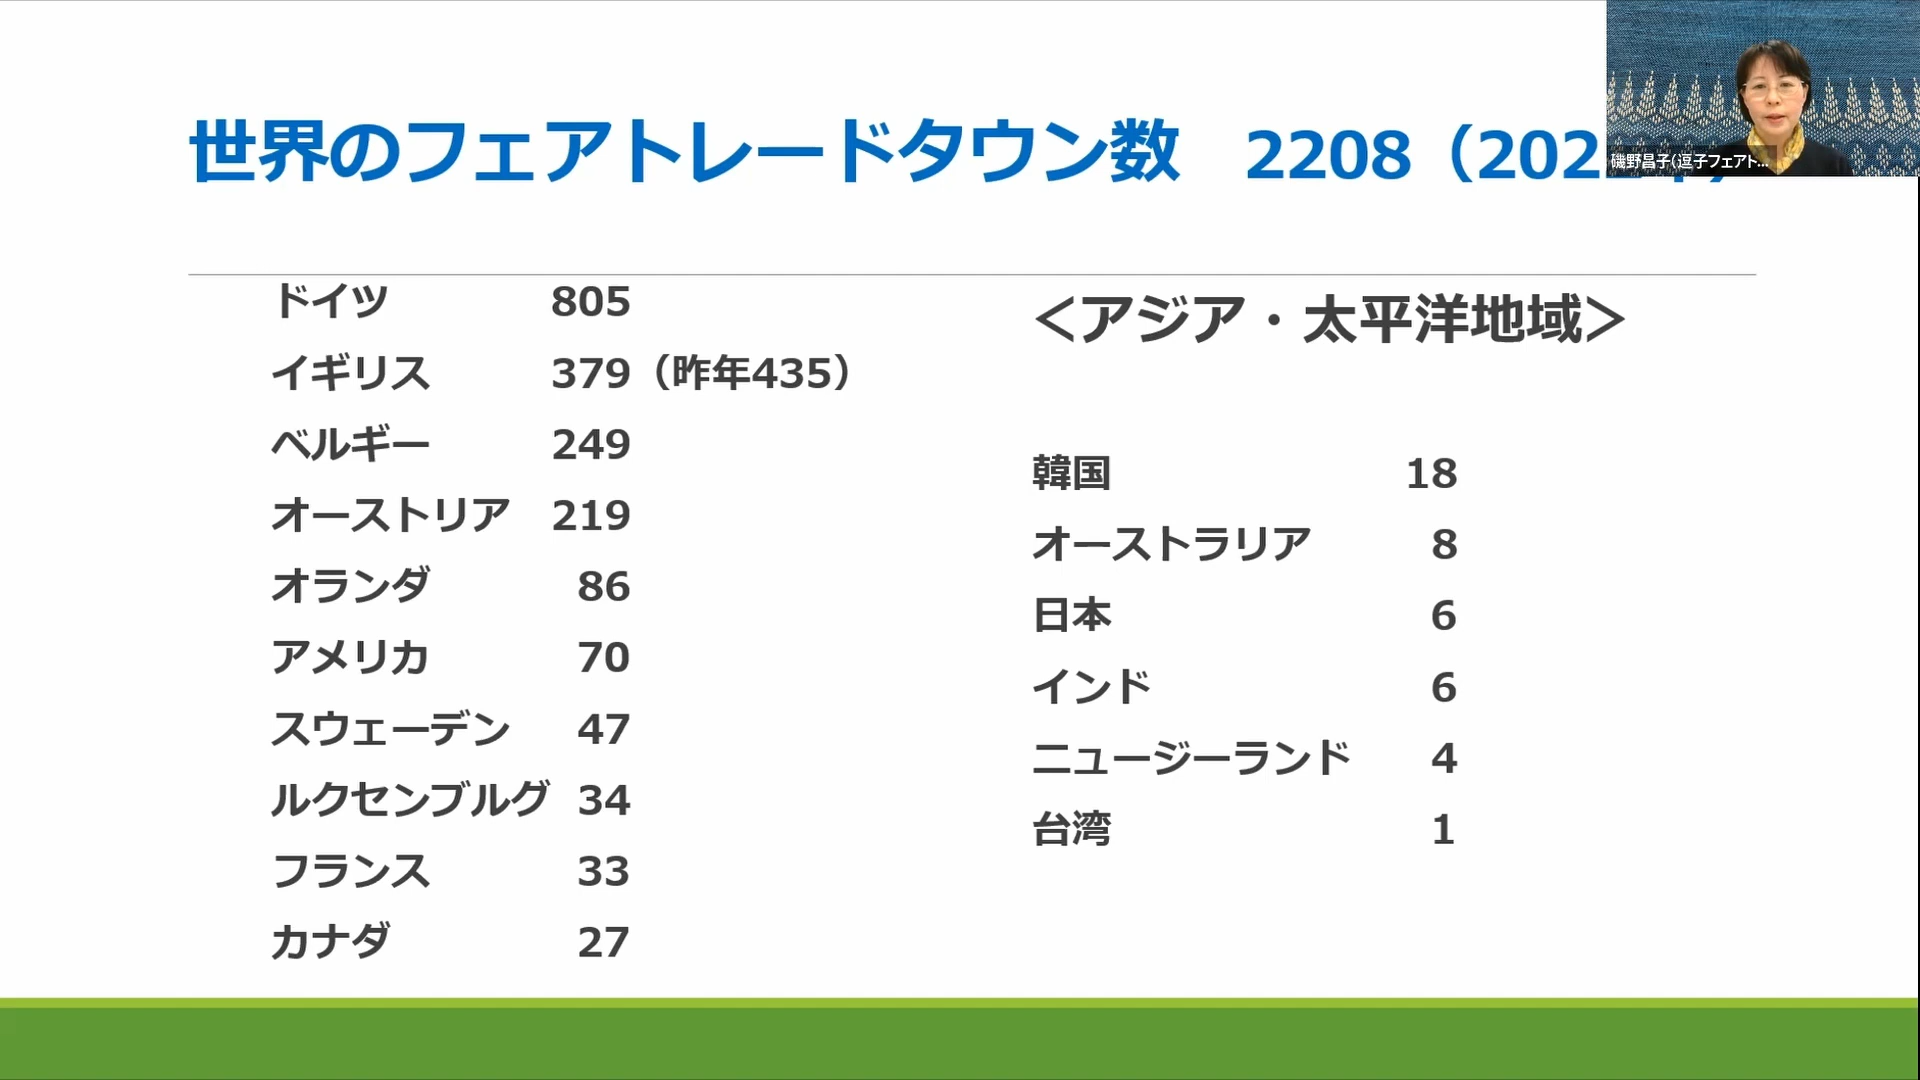 世界のフェアトレードタウン数　2208（202
磯野昌子(逗子フェアト...
ドイツ　805
イギリス　379（昨年435）
ベルギー　249
オーストリア　219
オランダ　86
アメリカ　70
スウェーデン　47
ルクセンブルグ　34
フランス　33
カナダ　27
＜アジア・太平洋地域＞
韓国　18
オーストラリア　8
日本　6
インド　6
ニュージーランド　4
台湾　1